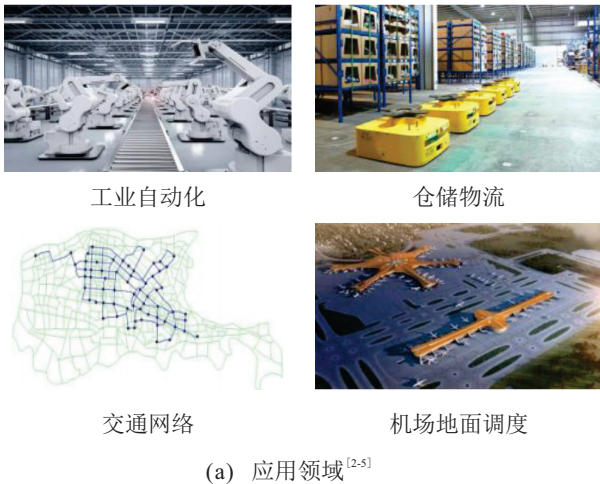 工业自动化
仓储物流
交通网络
机场地面调度
(a) 应用领域[2-5]